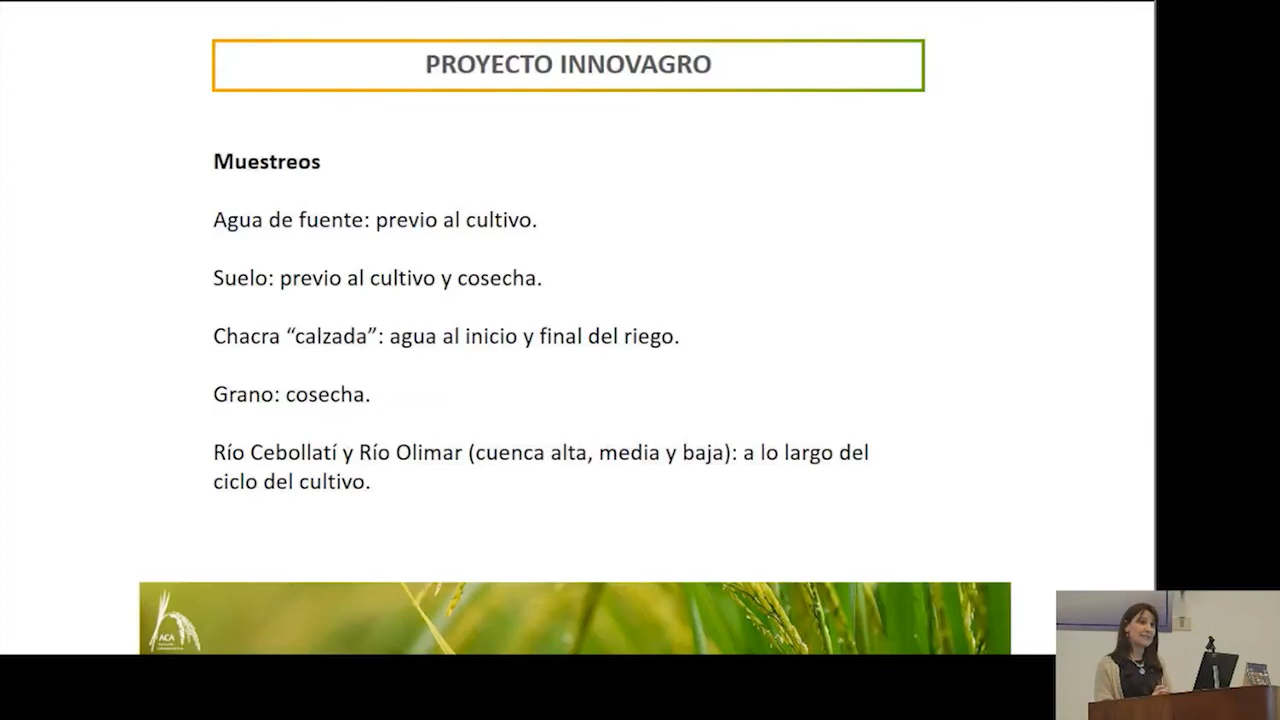 PROYECTO INNOVAGRO
Muestreos
Agua de fuente: previo al cultivo.
Suelo: previo al cultivo y cosecha.
Chacra “calzada”: agua al inicio y final del riego.
Grano: cosecha.
Río Cebollatí y Río Olimar (cuenca alta, media y baja): a lo largo del
ciclo del cultivo.
ACA